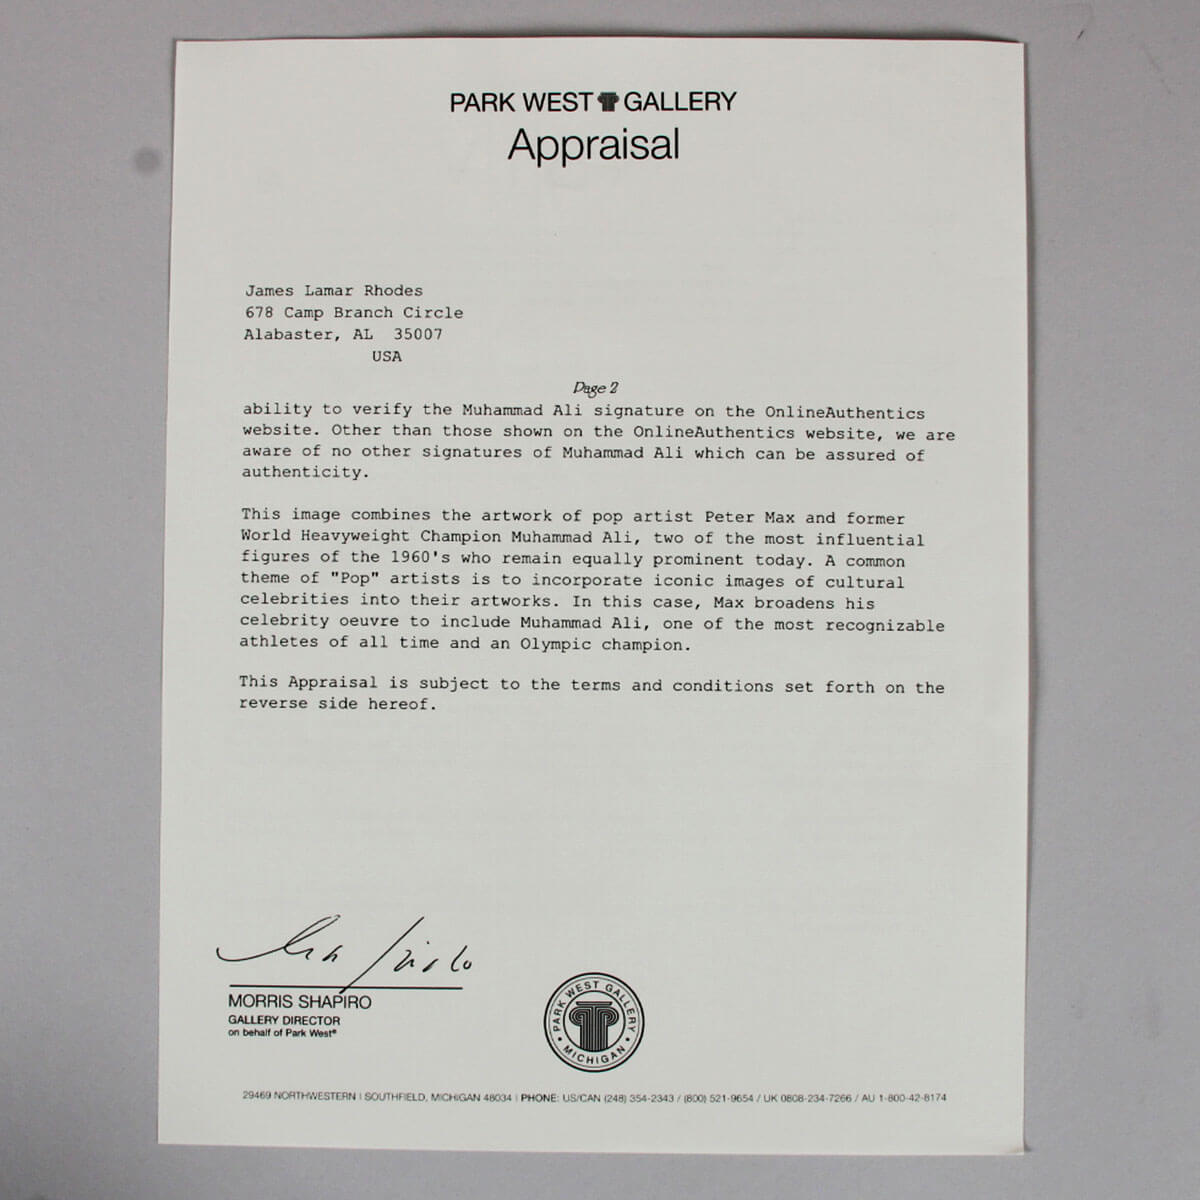 PARK WEST GALLERY
Appraisal
James Lamar Rhodes
678 Camp Branch Circle
Alabaster, AL 35007
USA
Page 2
ability to verify the Muhammad Ali signature on the OnlineAuthentics
website. Other than those shown on the OnlineAuthentics website, we are
aware of no other signatures of Muhammad Ali which can be assured of
authenticity.
This image combines the artwork of pop artist Peter Max and former
World Heavyweight Champion Muhammad Ali, two of the most influential
figures of the 1960's who remain equally prominent today. A common
theme of "Pop" artists is to incorporate iconic images of cultural
celebrities into their artworks. In this case, Max broadens his
celebrity oeuvre to include Muhammad Ali, one of the most recognizable
athletes of all time and an Olympic champion.
This Appraisal is subject to the terms and conditions set forth on the
reverse side hereof.
MORRIS SHAPIRO
GALLERY DIRECTOR
on behalf of Park West®
PARK WEST GALLERY
• MICHIGAN •
29469 NORTHWESTERN | SOUTHFIELD, MICHIGAN 48034 | PHONE: US/CAN (248) 354-2343 / (800) 521-9654 / UK 0808-234-7266 / AU 1-800-42-8174